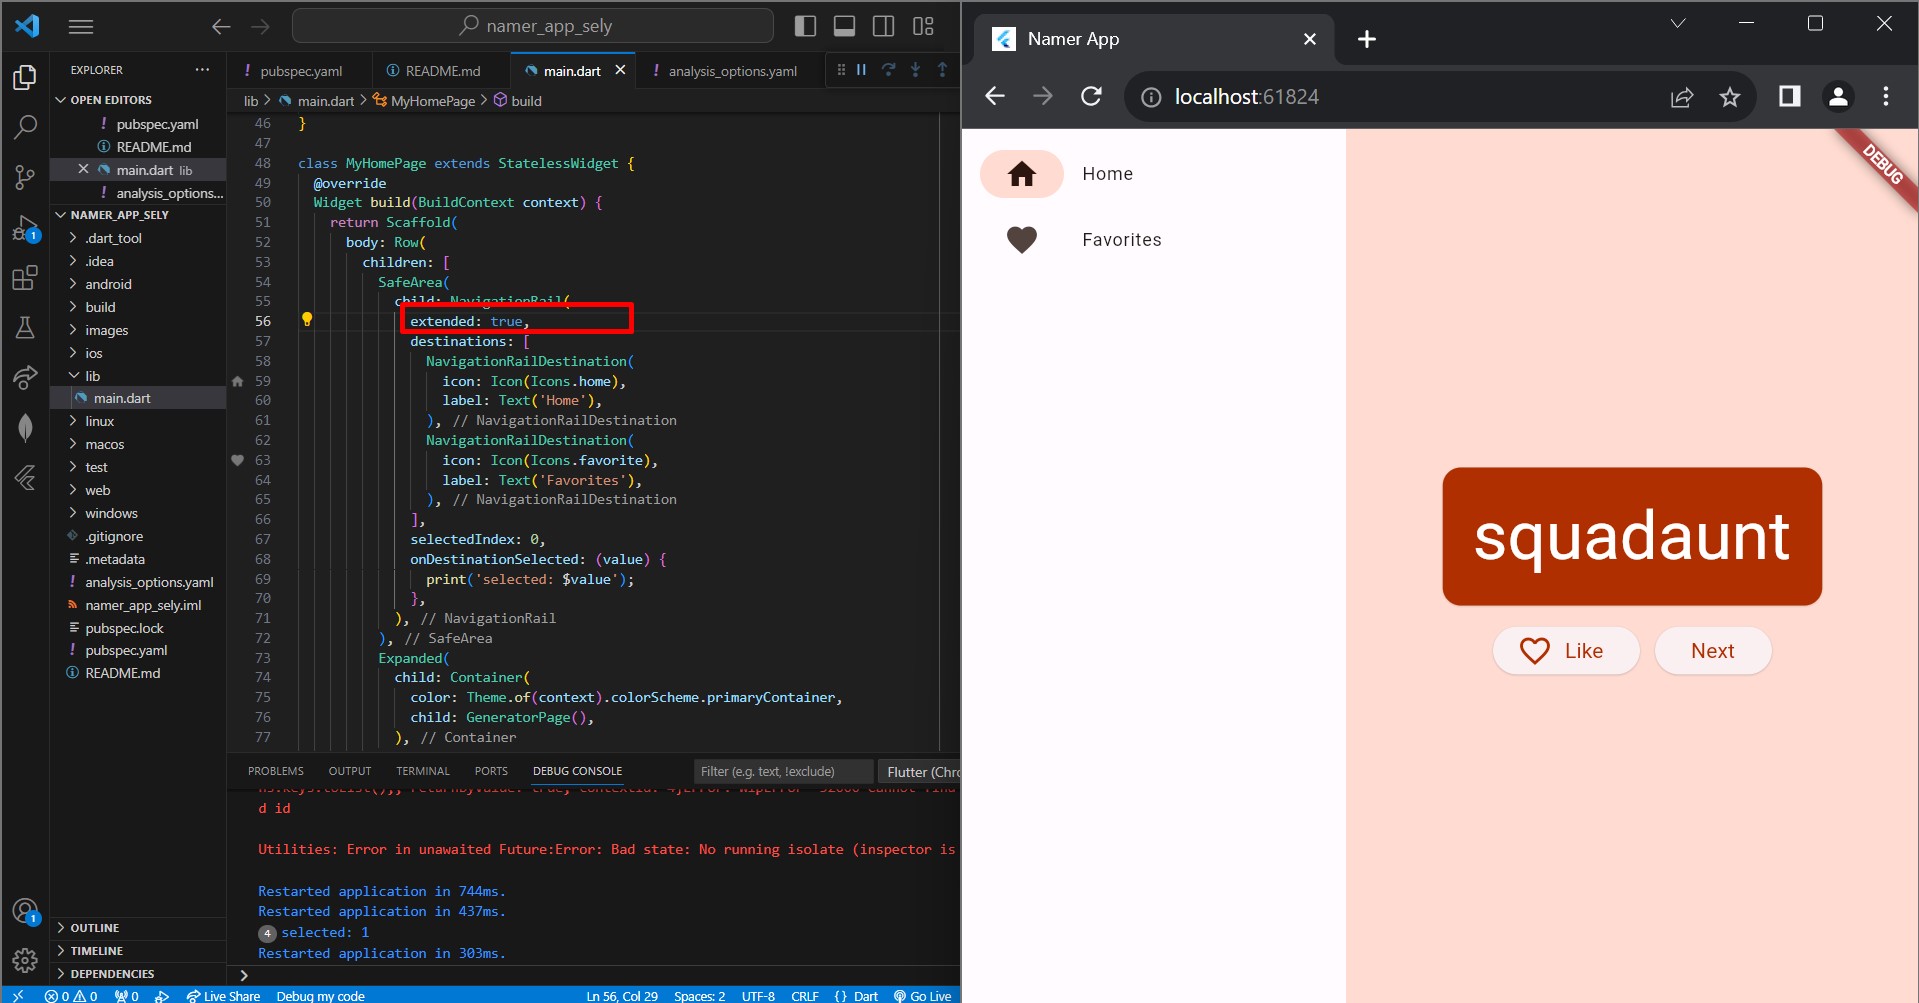 namer_app_sely
EXPLORER
OPEN EDITORS
! pubspec.yaml
README.md
main.dart lib
! analysis_options...
NAMER_APP_SELY
.dart_tool
.idea
android
build
images
ios
lib
main.dart
linux
macos
test
web
windows
.gitignore
.metadata
! analysis_options.yaml
namer_app_sely.iml
pubspec.lock
! pubspec.yaml
README.md
OUTLINE
TIMELINE
DEPENDENCIES
1
1
! pubspec.yaml README.md main.dart ! analysis_options.yaml
lib > main.dart > MyHomePage > build
46 }
47
48 class MyHomePage extends StatelessWidget {
49 @override
50 Widget build(BuildContext context) {
51 return Scaffold(
52 body: Row(
53 children: [
54 SafeArea(
55 child: NavigationRail(
56 extended: true,
57 destinations: [
58 NavigationRailDestination(
59 icon: Icon(Icons.home),
60 label: Text('Home'),
61 ), // NavigationRailDestination
62 NavigationRailDestination(
63 icon: Icon(Icons.favorite),
64 label: Text('Favorites'),
65 ), // NavigationRailDestination
66 ],
67 selectedIndex: 0,
68 onDestinationSelected: (value) {
69 print('selected: $value');
70 },
71 ), // NavigationRail
72 ), // SafeArea
73 Expanded(
74 child: Container(
75 color: Theme.of(context).colorScheme.primaryContainer,
76 child: GeneratorPage(),
77 ), // Container
PROBLEMS OUTPUT TERMINAL PORTS DEBUG CONSOLE Filter (e.g. text, !exclude) Flutter (Chro
d id
Utilities: Error in unawaited Future:Error: Bad state: No running isolate (inspector is
Restarted application in 744ms.
Restarted application in 437ms.
4 selected: 1
Restarted application in 303ms.
0 0 0 Live Share Debug my code Ln 56, Col 29 Spaces: 2 UTF-8 CRLF {} Dart Go Live
Namer App
localhost:61824
DEBUG
Home
Favorites
squadaunt
Like Next